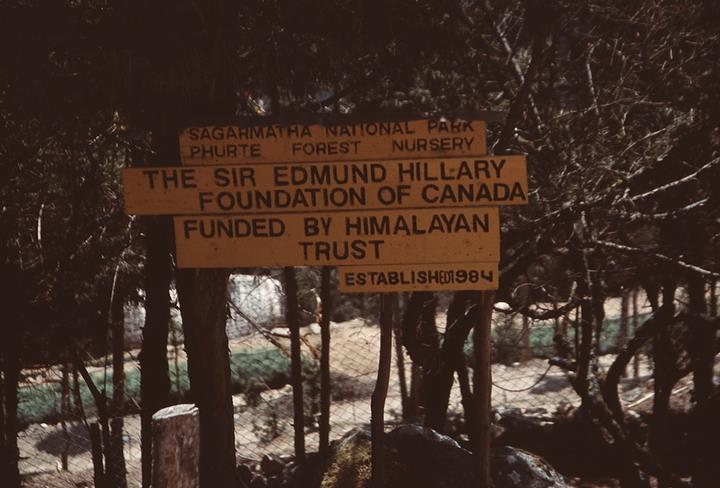 SAGARMATHA NATIONAL PARK
PHURTE FOREST NURSERY
THE SIR EDMUND HILLARY
FOUNDATION OF CANADA
FUNDED BY HIMALAYAN
TRUST
ESTABLISHED 1984